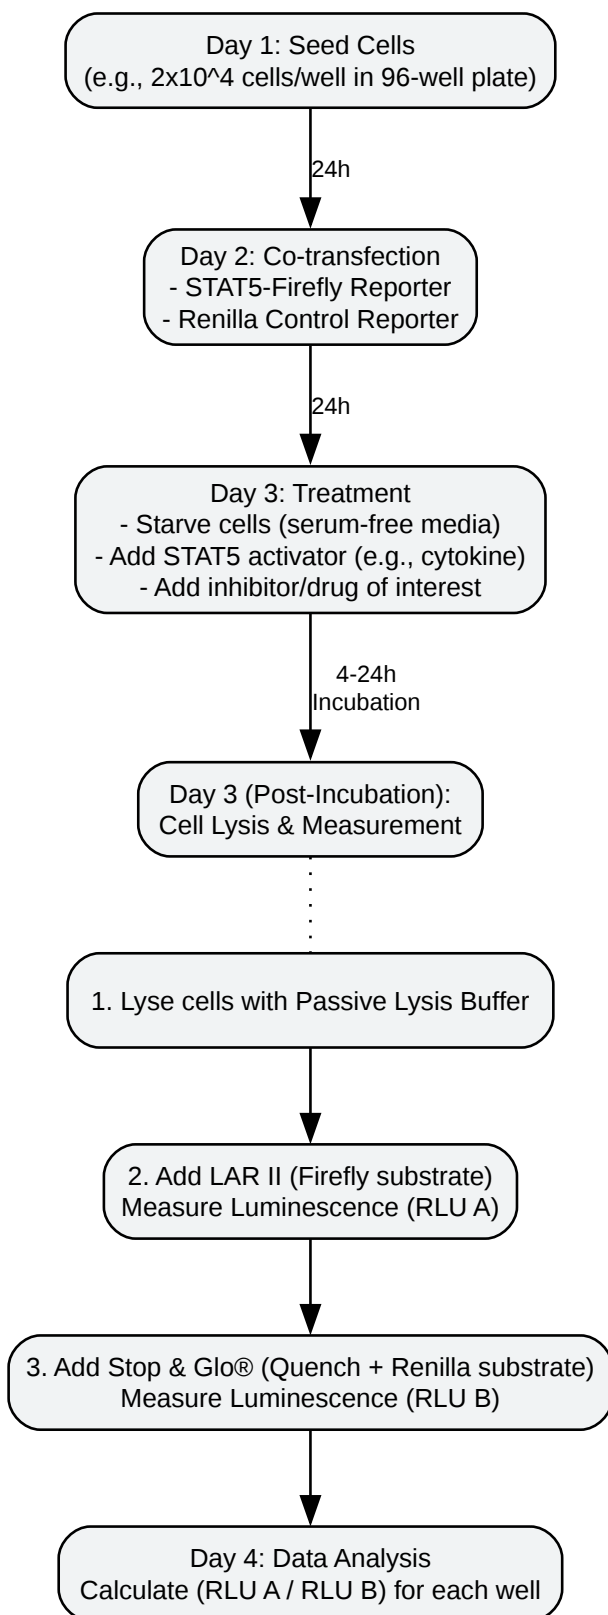 Day 1: Seed Cells
(e.g., 2x10^4 cells/well in 96-well plate)
24h
Day 2: Co-transfection
- STAT5-Firefly Reporter
- Renilla Control Reporter
24h
Day 3: Treatment
- Starve cells (serum-free media)
- Add STAT5 activator (e.g., cytokine)
- Add inhibitor/drug of interest
4-24h
Incubation
Day 3 (Post-Incubation):
Cell Lysis & Measurement
1. Lyse cells with Passive Lysis Buffer
2. Add LAR II (Firefly substrate)
Measure Luminescence (RLU A)
3. Add Stop & Glo® (Quench + Renilla substrate)
Measure Luminescence (RLU B)
Day 4: Data Analysis
Calculate (RLU A / RLU B) for each well